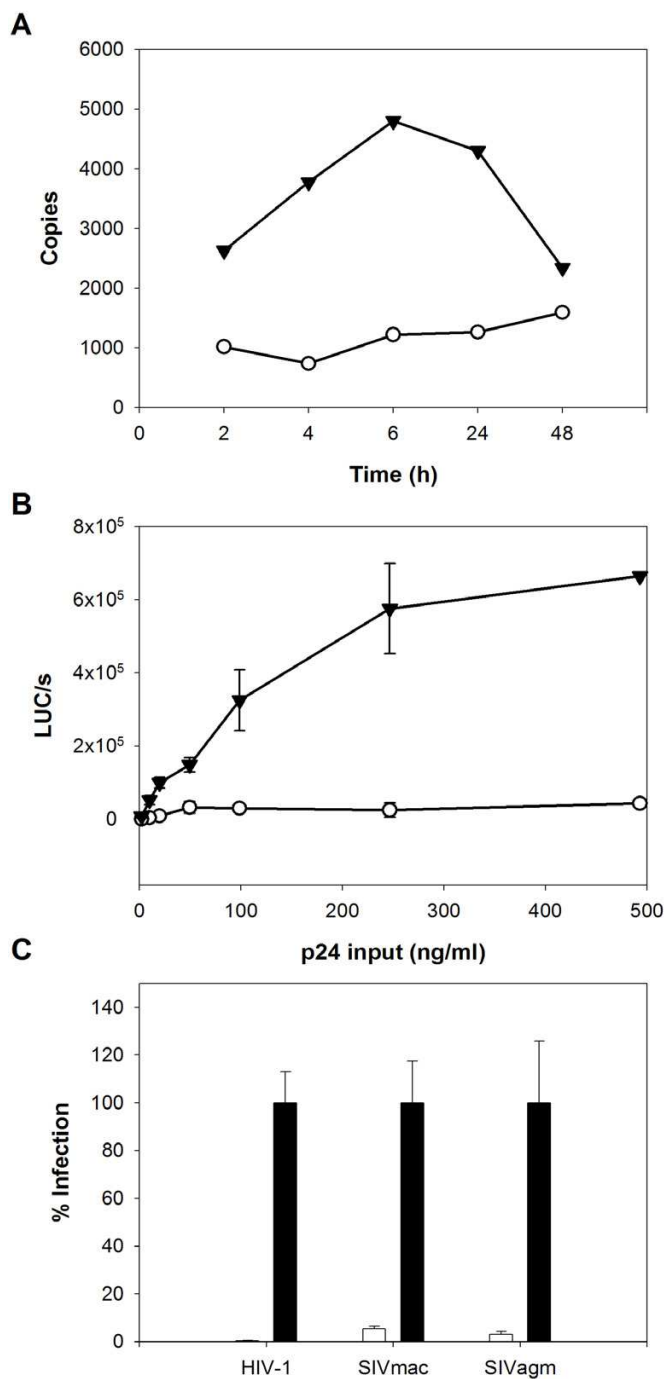 A
6000
5000
4000
3000
2000
1000
0
Copies
0 2 4 6 24 48
Time (h)
B
8x10⁵
6x10⁵
4x10⁵
2x10⁵
0
LUC/s
0 100 200 300 400 500
p24 input (ng/ml)
C
140
120
100
80
60
40
20
0
% Infection
HIV-1 SIVmac SIVagm